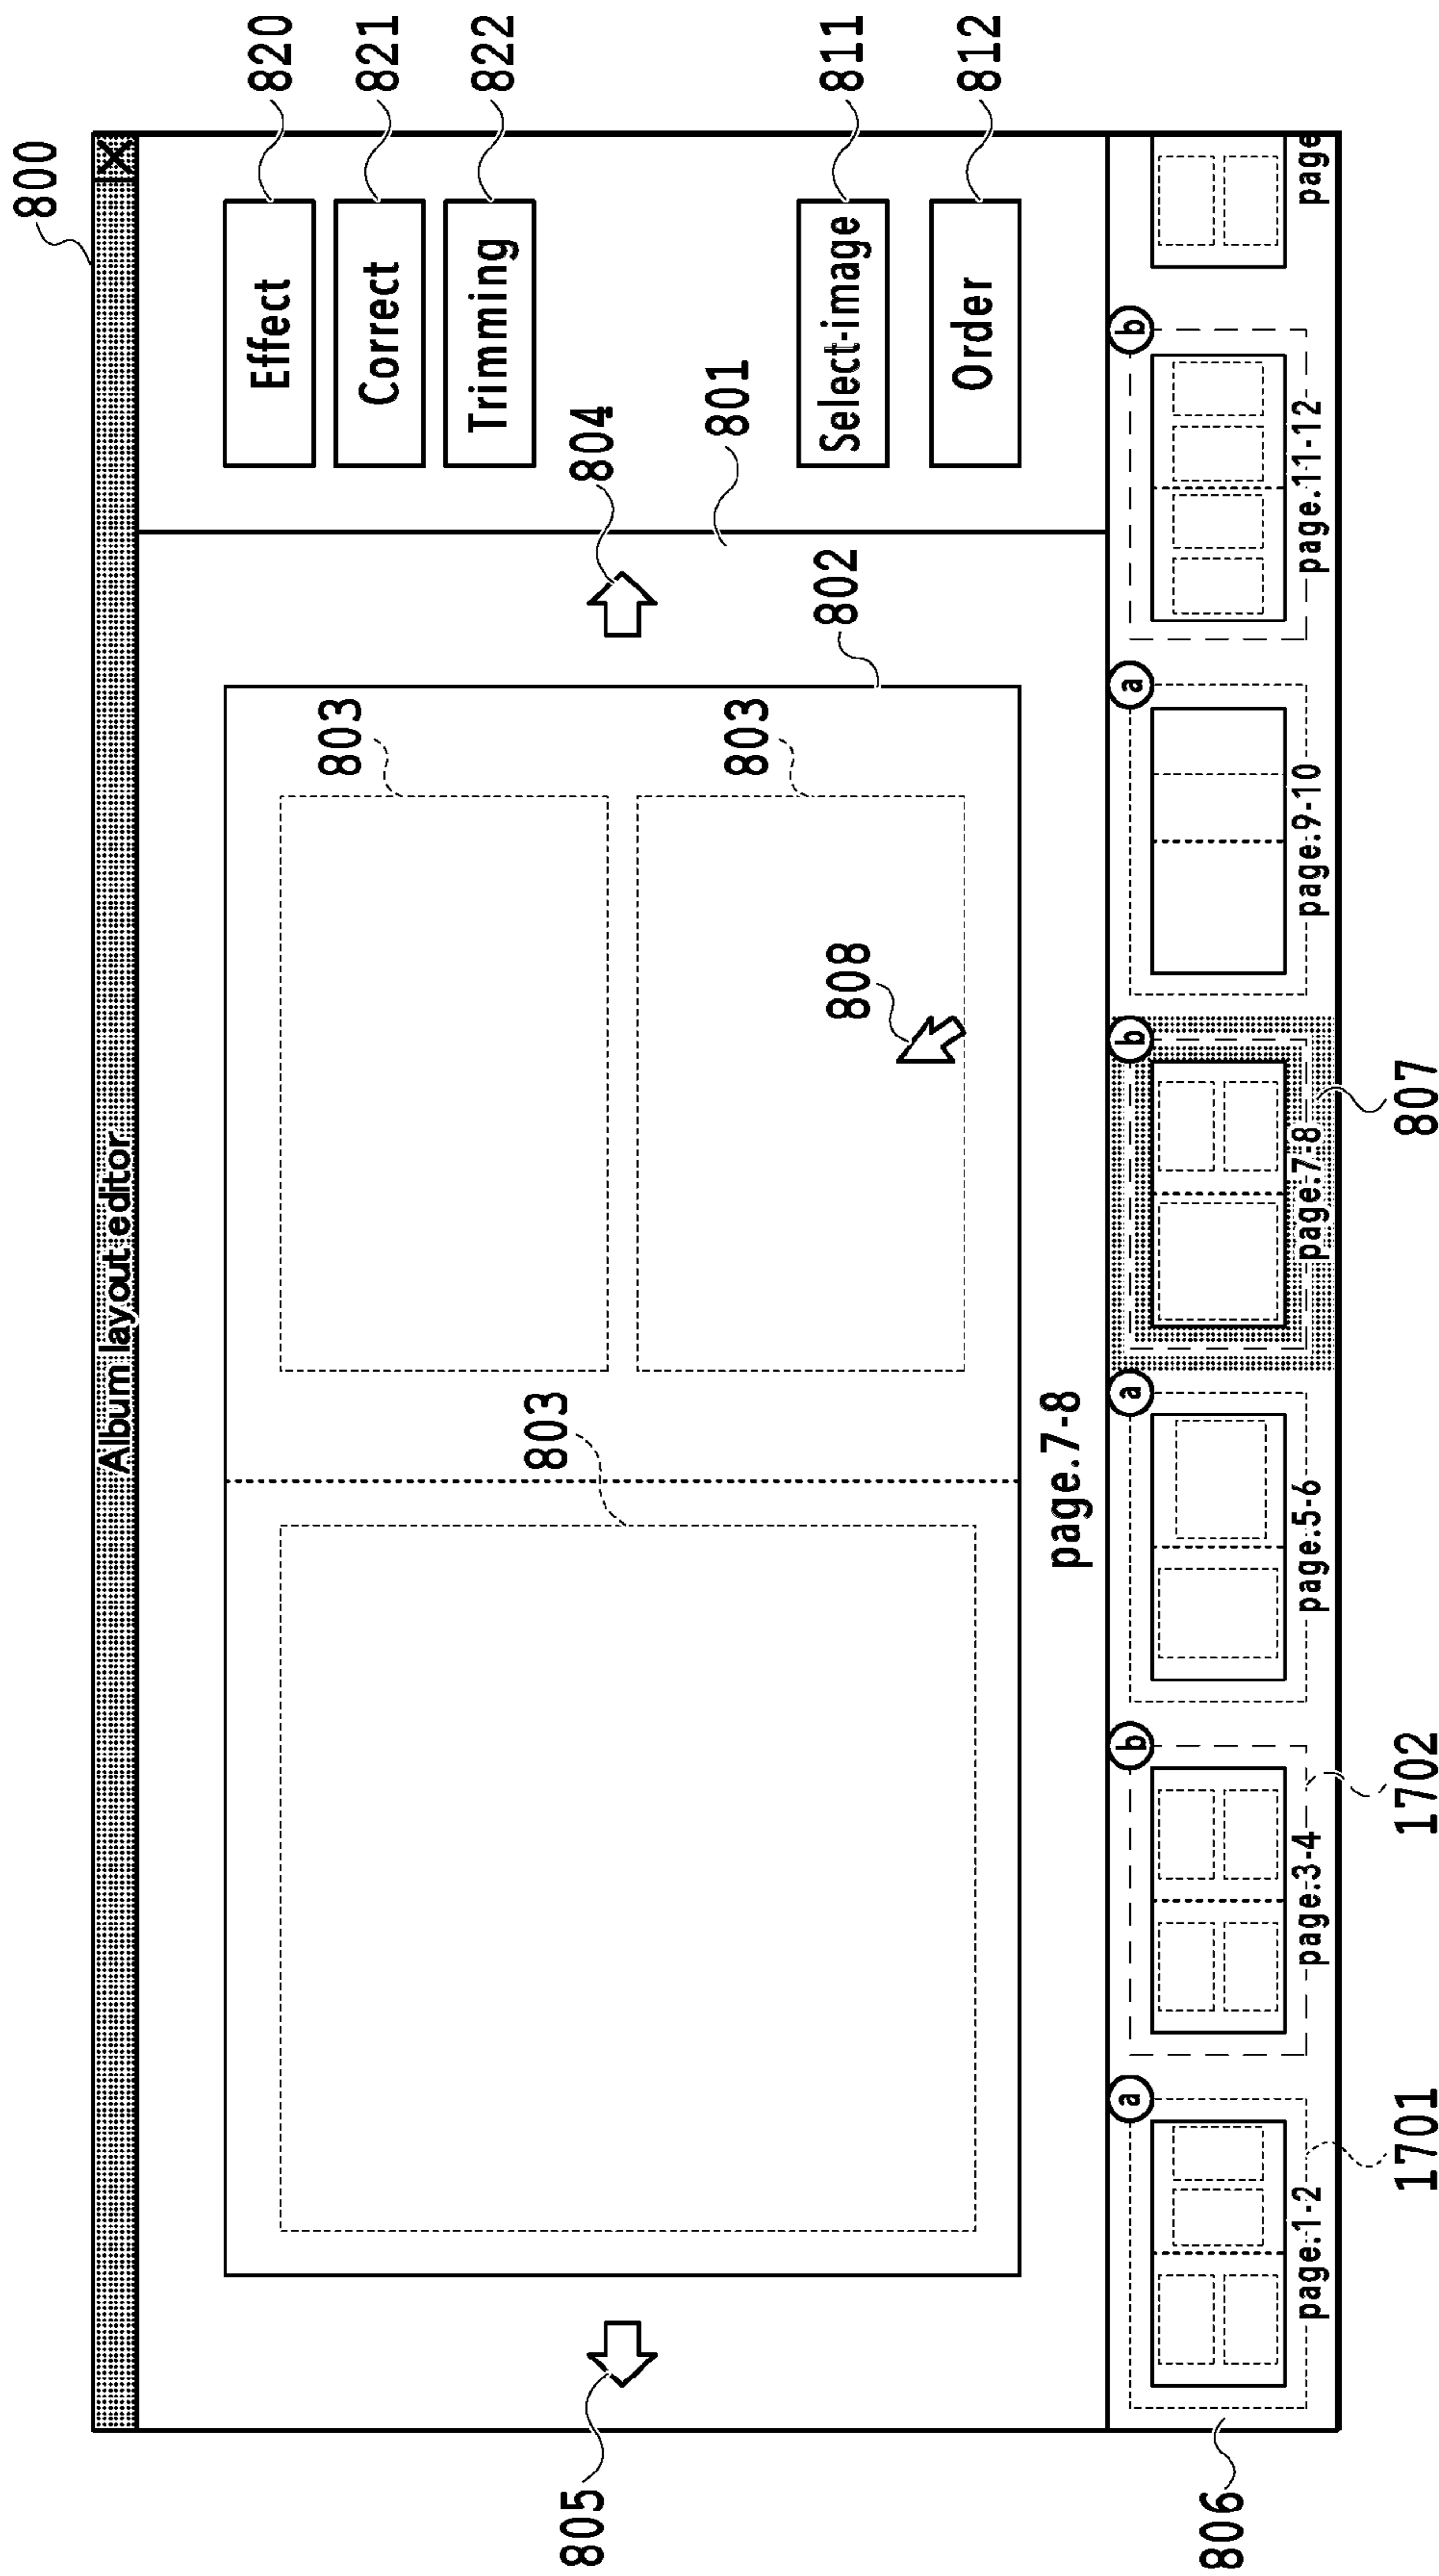 800
Album layout editor
820
Effect
821
Correct
822
Trimming
804
801
811
Select-image
812
Order
802
803
803
803
808
805
page.7-8
806
a
page.1-2
1701
b
page.3-4
1702
a
page.5-6
b
page.7-8
807
a
page.9-10
b
page.11-12
page